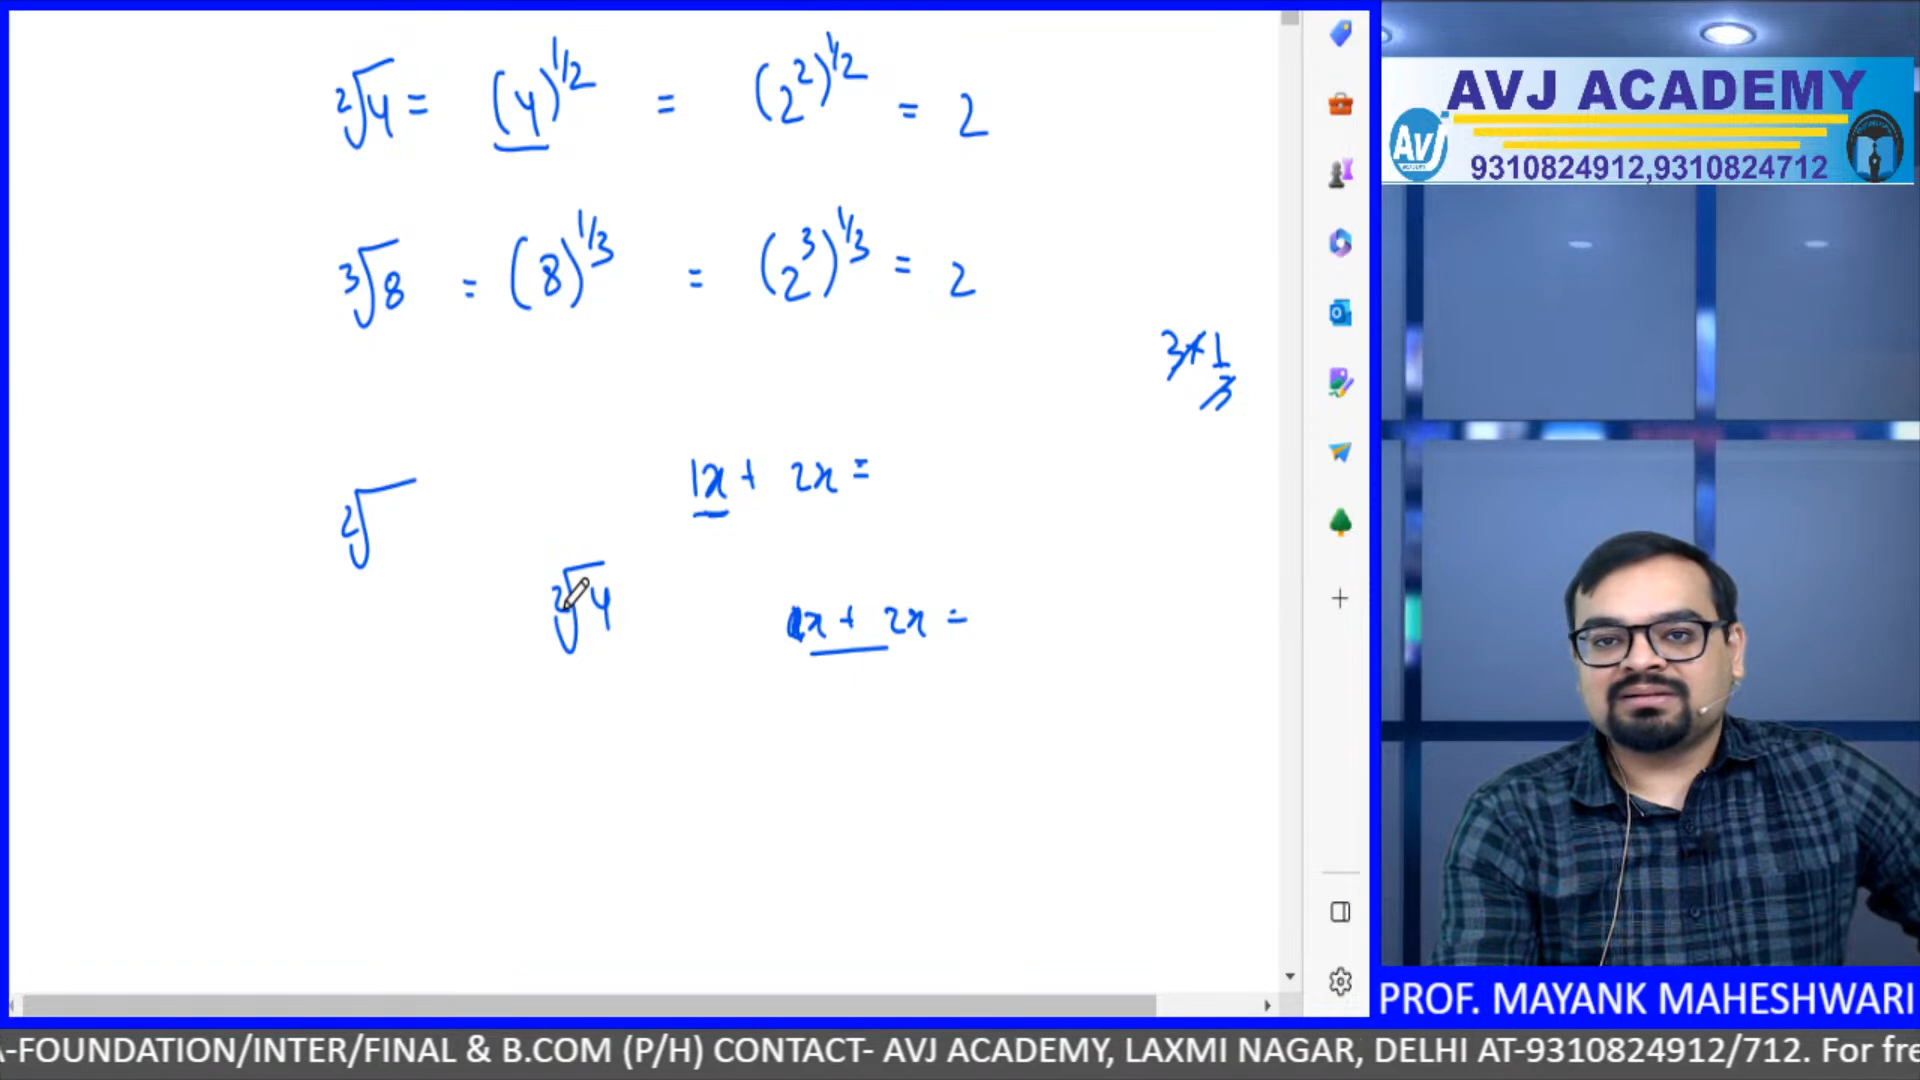 ²√4 = (4)^1/2 = (2²)^1/2 = 2
³√8 = (8)^1/3 = (2³)^1/3 = 2
3 × 1/3
1x + 2x =
²√
²√4
1x + 2x =
AVJ ACADEMY
AVJ
9310824912,9310824712
PROF. MAYANK MAHESHWARI
A-FOUNDATION/INTER/FINAL & B.COM (P/H) CONTACT- AVJ ACADEMY, LAXMI NAGAR, DELHI AT-9310824912/712. For fre